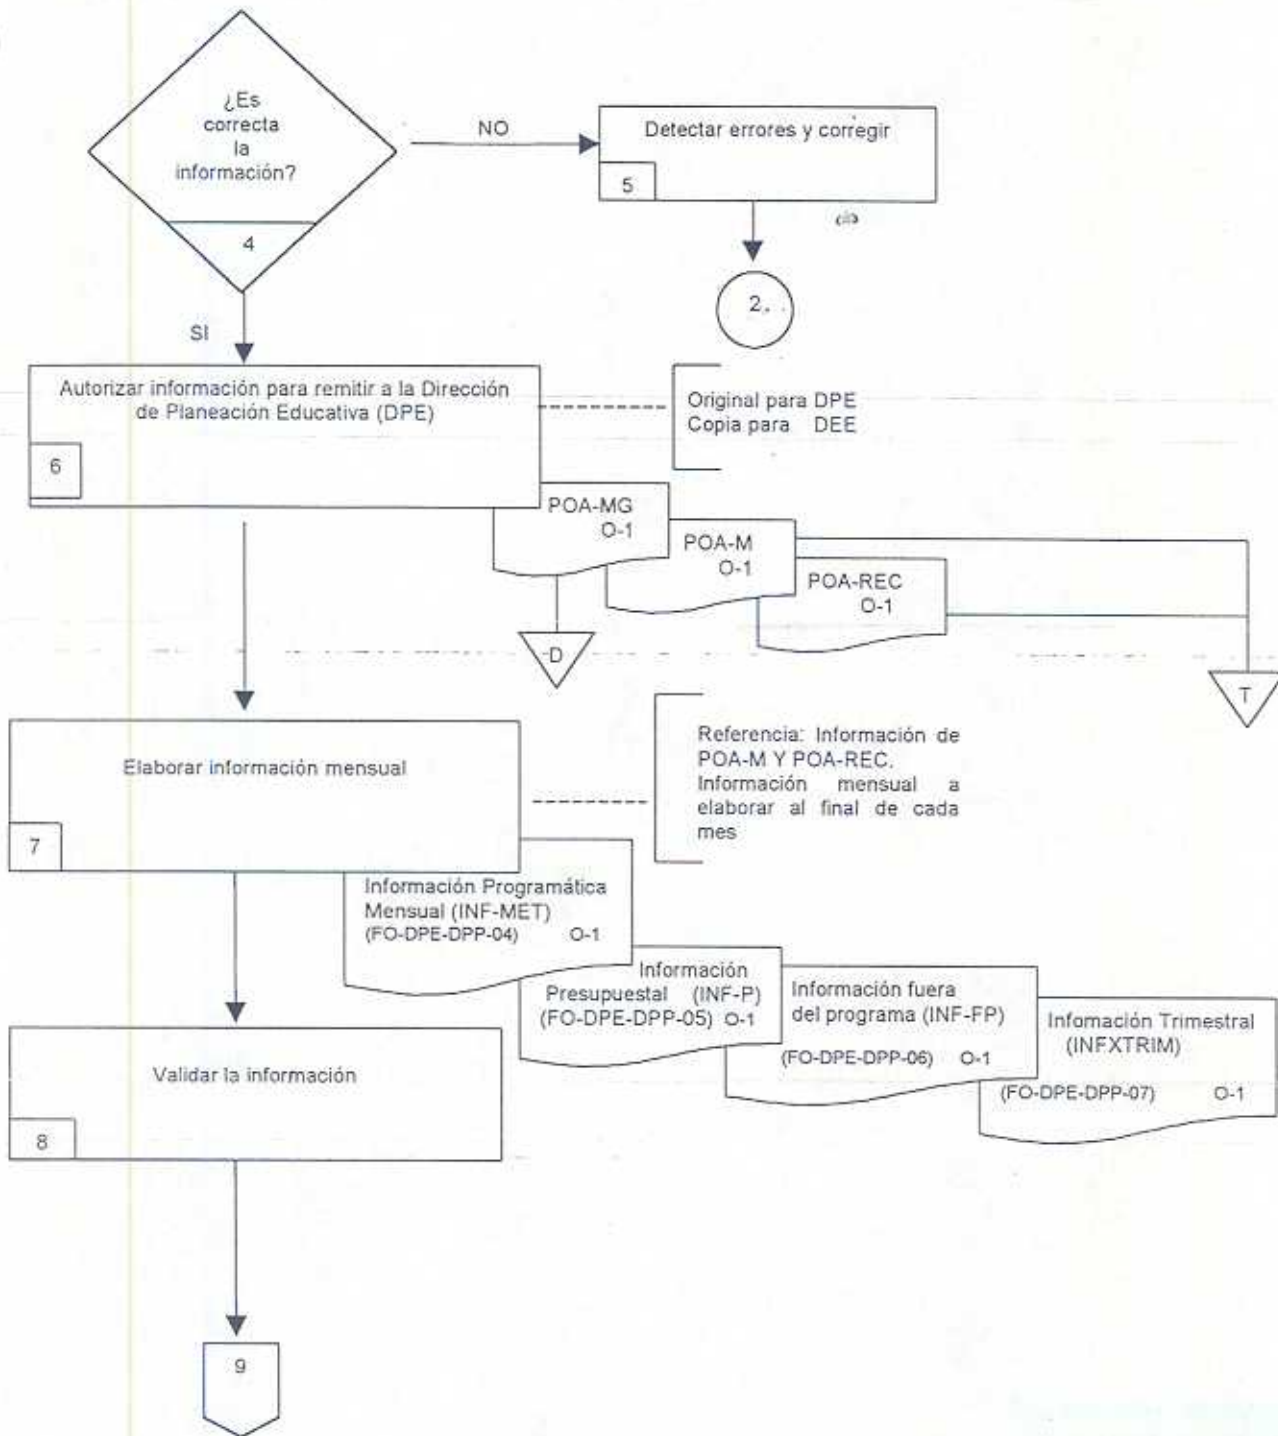 ¿Es
correcta
la
información?
4
NO
Detectar errores y corregir
5
2.
SI
Autorizar información para remitir a la Dirección
de Planeación Educativa (DPE)
6
Original para DPE
Copia para DEE
POA-MG
O-1
POA-M
O-1
POA-REC
O-1
D
T
Elaborar información mensual
7
Referencia: Información de
POA-M Y POA-REC.
Información mensual a
elaborar al final de cada
mes
Información Programática
Mensual (INF-MET)
(FO-DPE-DPP-04) O-1
Información
Presupuestal (INF-P)
(FO-DPE-DPP-05) O-1
Información fuera
del programa (INF-FP)
(FO-DPE-DPP-06) O-1
Infomación Trimestral
(INFXTRIM)
(FO-DPE-DPP-07) O-1
Validar la información
8
9